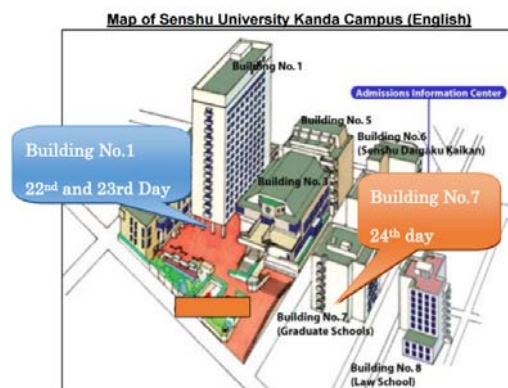 Map of Senshu University Kanda Campus (English)
Building No. 1
Admissions Information Center
Building No. 5
Building No.6
(Senshu Daigaku Kaikan)
Building No.1
22nd and 23rd Day
Building No. 3
Building No.7
24th day
Building No. 7
(Graduate Schools)
Building No. 8
(Law School)